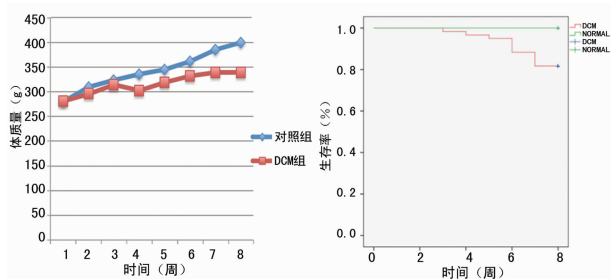 450
400
350
300
250
200
150
100
50
0
体质量（g）
1 2 3 4 5 6 7 8
时间（周）
对照组
DCM组
1.0
0.8
0.6
0.4
0.2
0.0
生存率（%）
0 2 4 6 8
时间（周）
DCM
NORMAL
DCM
NORMAL